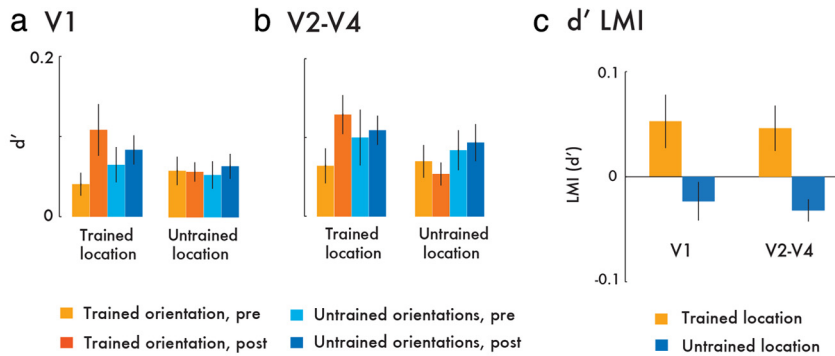 a V1
b V2-V4
c d' LMI
0.2
d'
0
Trained
location
Untrained
location
Trained
location
Untrained
location
0.1
LMI (d')
0
-0.1
V1
V2-V4
Trained orientation, pre
Untrained orientations, pre
Trained orientation, post
Untrained orientations, post
Trained location
Untrained location